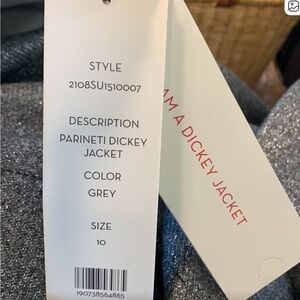 STYLE
2108SU1510007
DESCRIPTION
PARINETI DICKEY
JACKET
COLOR
GREY
SIZE
10
190738564865
AM A DICKEY JACKET